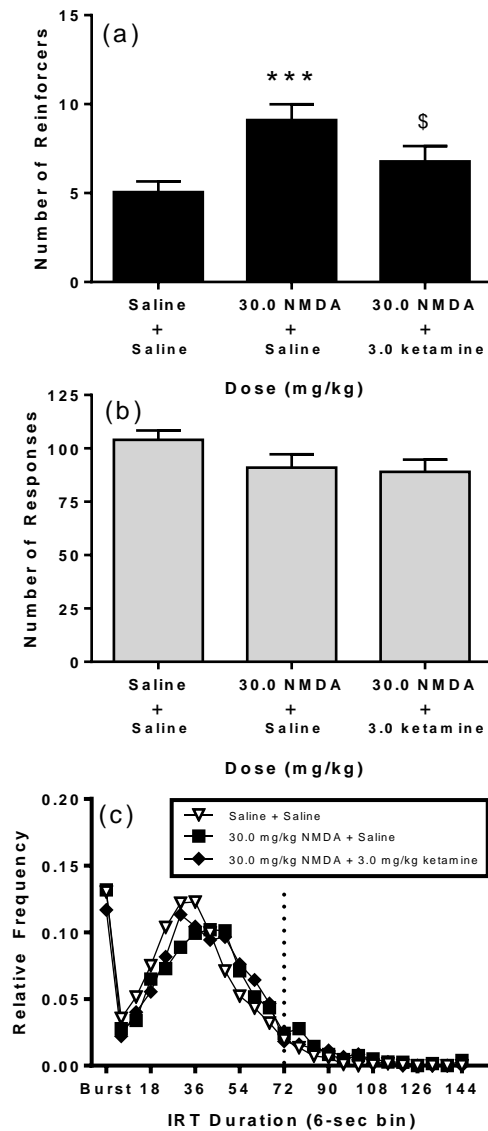 (a)
Number of Reinforcers
15
10
5
0
***
$
Saline + Saline
30.0 NMDA + Saline
30.0 NMDA + 3.0 ketamine
Dose (mg/kg)
(b)
Number of Responses
125
100
75
50
25
0
Saline + Saline
30.0 NMDA + Saline
30.0 NMDA + 3.0 ketamine
Dose (mg/kg)
(c)
Relative Frequency
0.20
0.15
0.10
0.05
0.00
Saline + Saline
30.0 mg/kg NMDA + Saline
30.0 mg/kg NMDA + 3.0 mg/kg ketamine
Burst 18 36 54 72 90 108 126 144
IRT Duration (6-sec bin)